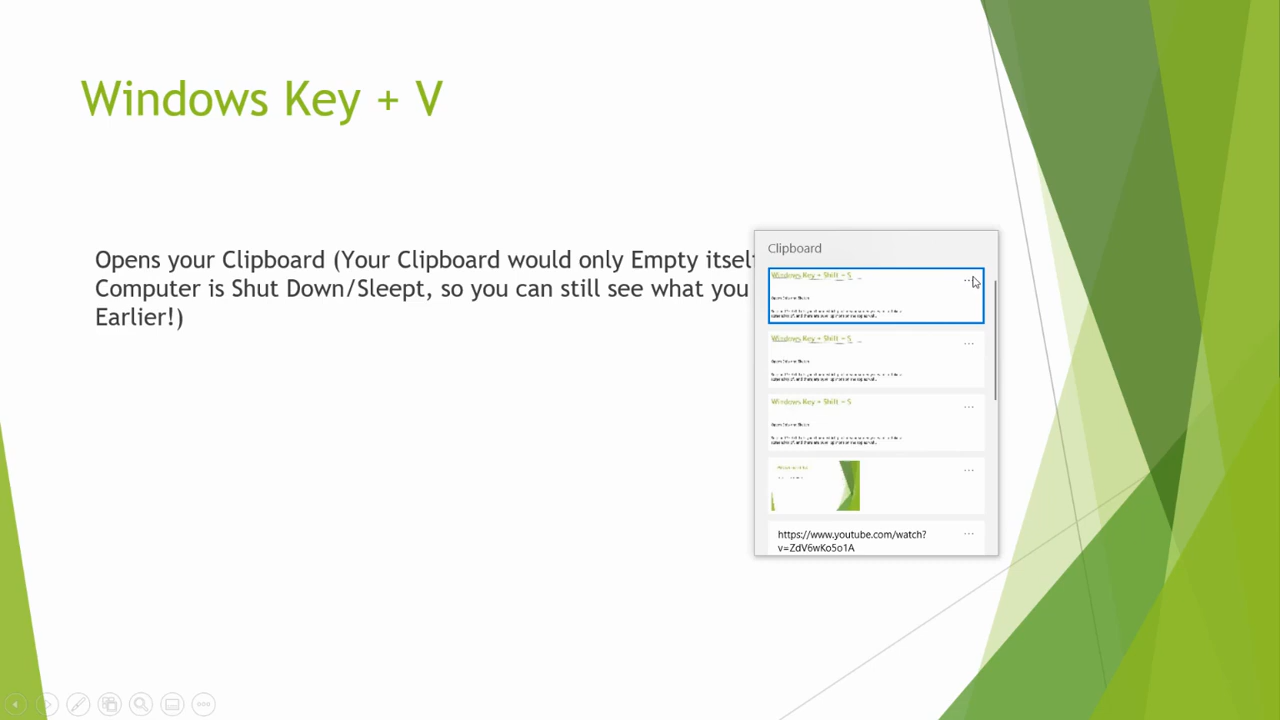 Windows Key + V
Opens your Clipboard (Your Clipboard would only Empty itself
Computer is Shut Down/Sleept, so you can still see what you
Earlier!)
Clipboard
Windows Key + Shift + S
Windows Key + Shift + S
Windows Key + Shift + S
https://www.youtube.com/watch?
v=ZdV6wKo5o1A